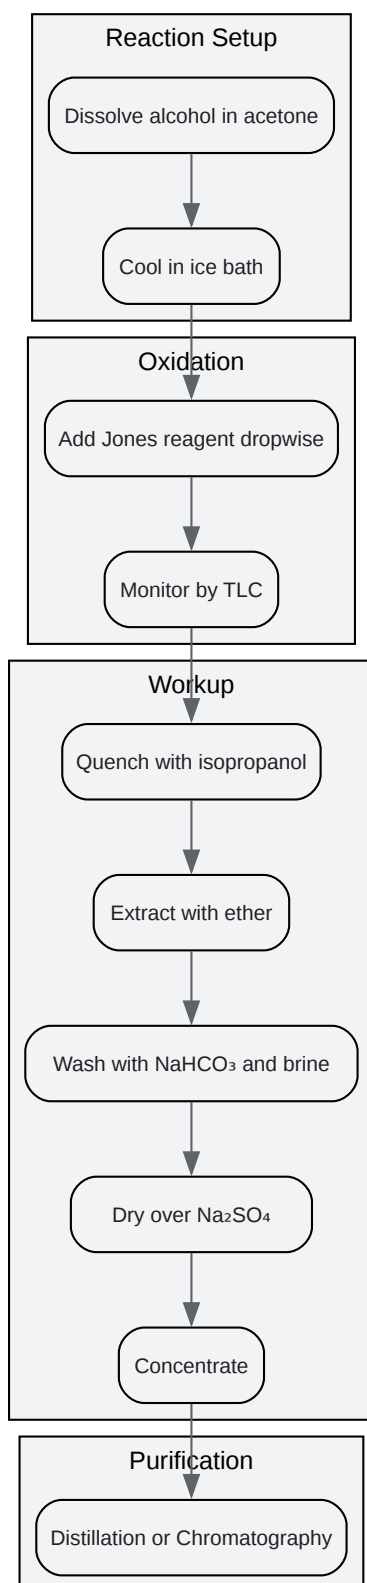 Reaction Setup
Dissolve alcohol in acetone
Cool in ice bath
Oxidation
Add Jones reagent dropwise
Monitor by TLC
Workup
Quench with isopropanol
Extract with ether
Wash with NaHCO₃ and brine
Dry over Na₂SO₄
Concentrate
Purification
Distillation or Chromatography